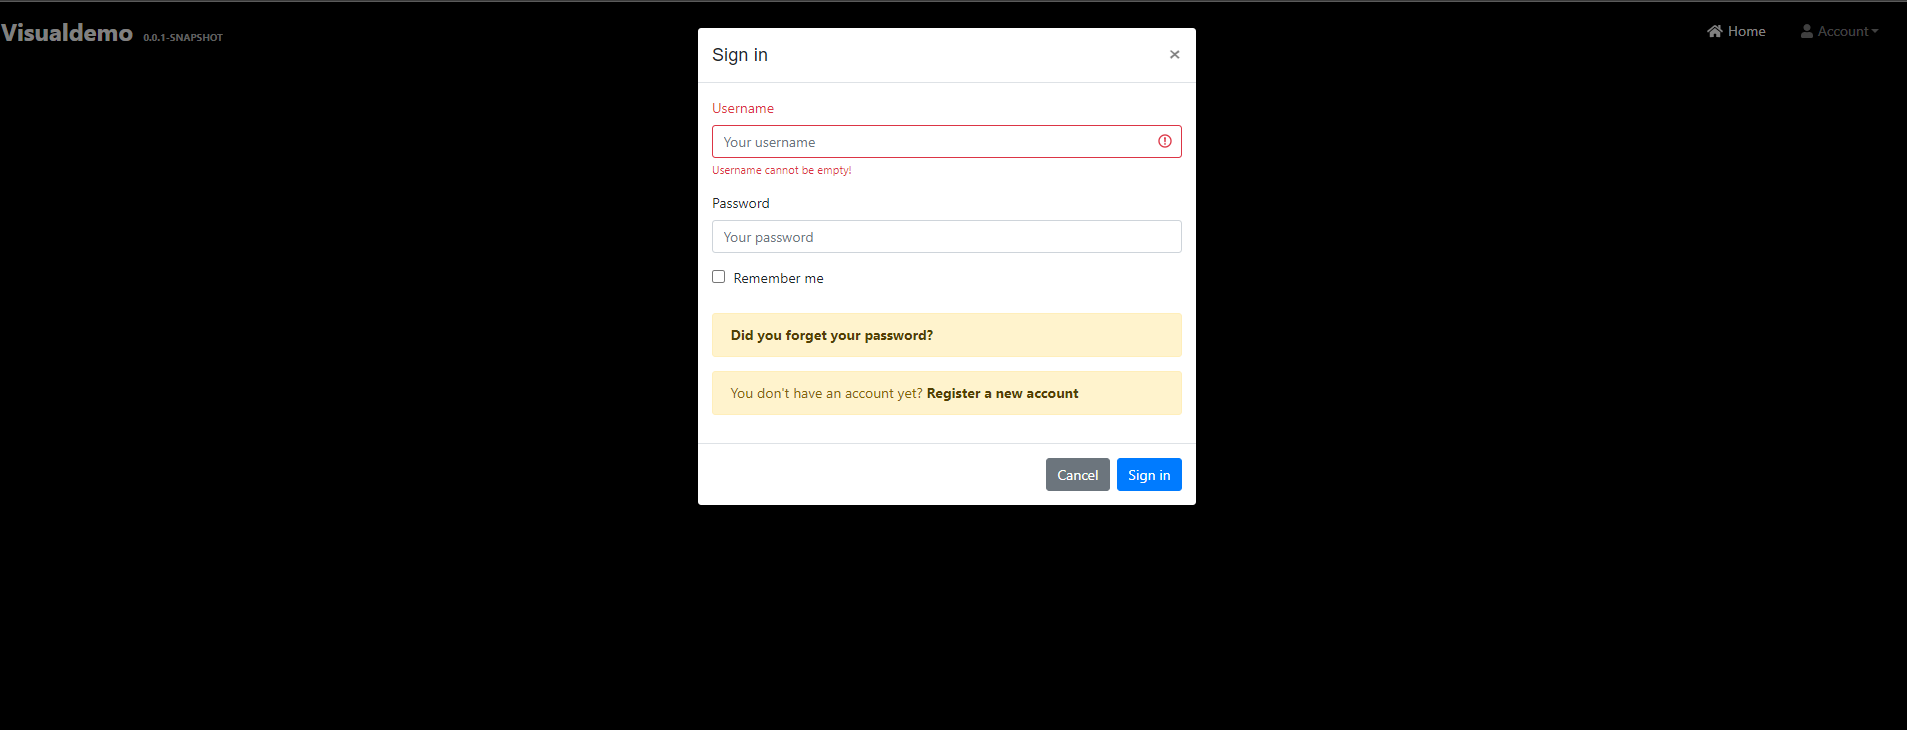 Visualdemo 0.0.1-SNAPSHOT
Home
Account
Sign in
×
Username
Your username
Username cannot be empty!
Password
Your password
Remember me
Did you forget your password?
You don't have an account yet? Register a new account
Cancel
Sign in